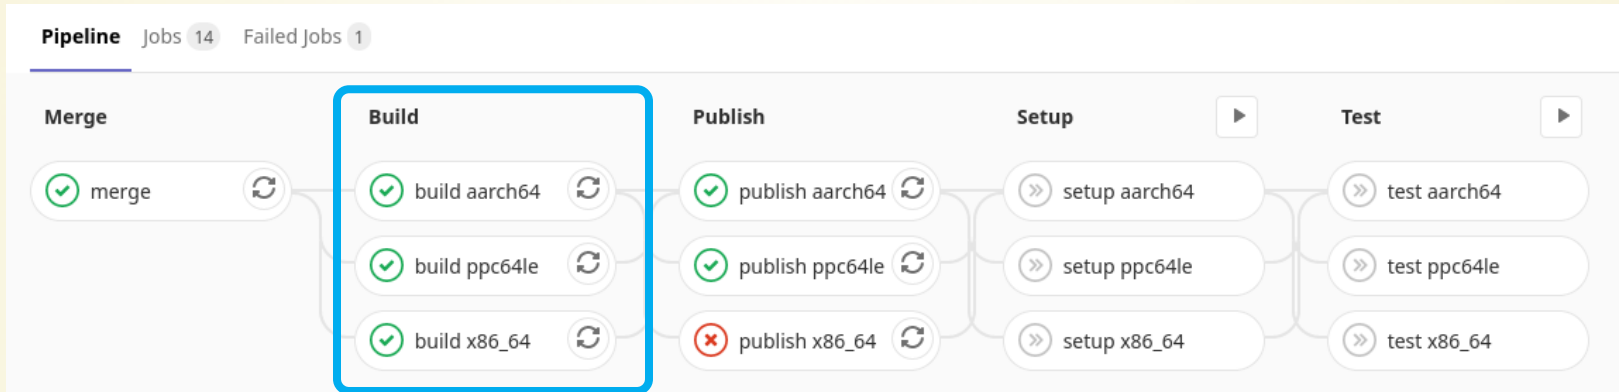 Pipeline Jobs 14 Failed Jobs 1
Merge Build Publish Setup Test
merge build aarch64 publish aarch64 setup aarch64 test aarch64
build ppc64le publish ppc64le setup ppc64le test ppc64le
build x86_64 publish x86_64 setup x86_64 test x86_64